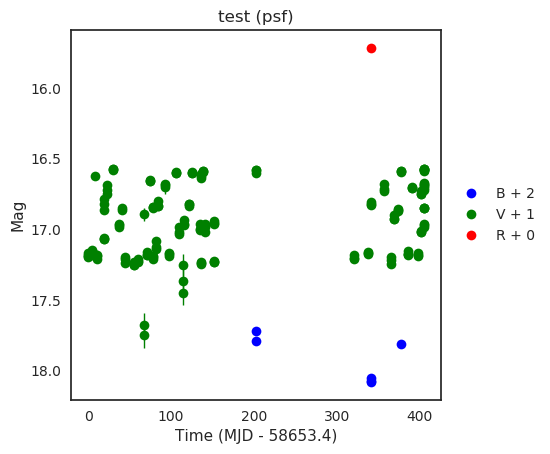 test (psf)
Mag
16.0
16.5
17.0
17.5
18.0
0 100 200 300 400
Time (MJD - 58653.4)
B + 2
V + 1
R + 0